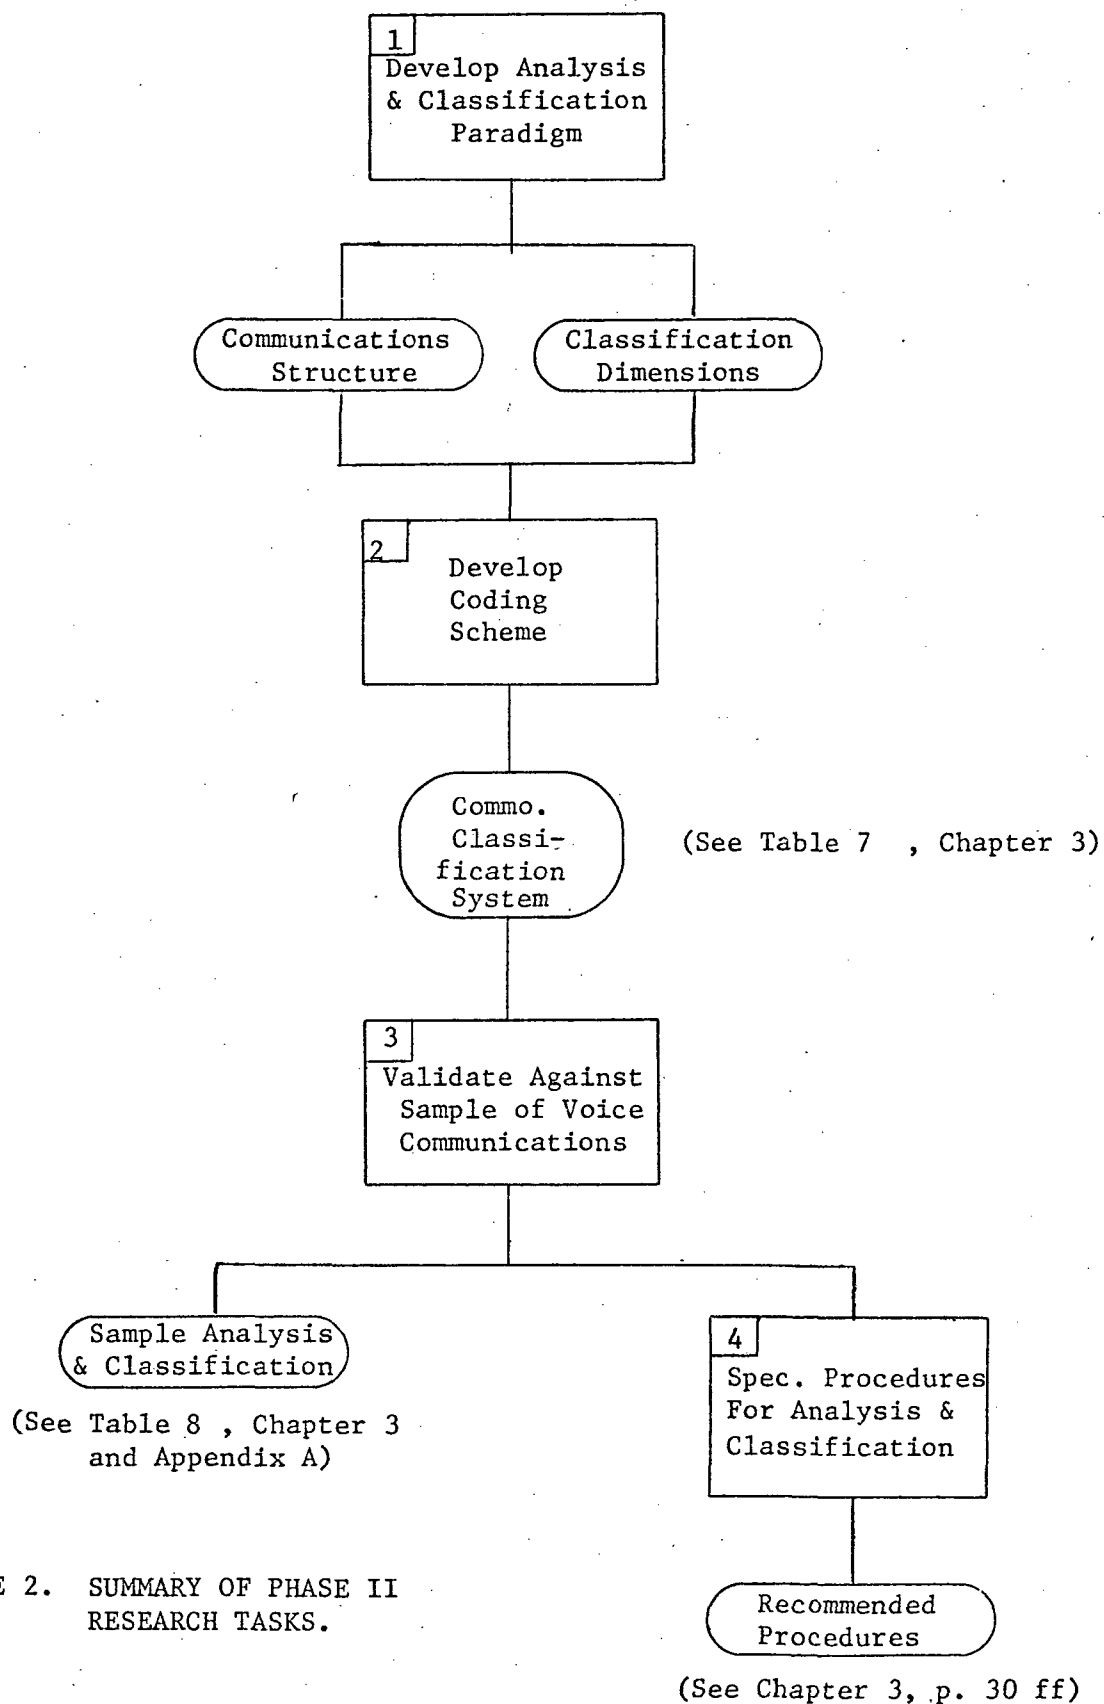 1
Develop Analysis
& Classification
Paradigm
Communications
Structure
Classification
Dimensions
2
Develop
Coding
Scheme
Commo.
Classi-
fication
System
(See Table 7 , Chapter 3)
3
Validate Against
Sample of Voice
Communications
Sample Analysis
& Classification
(See Table 8 , Chapter 3
and Appendix A)
4
Spec. Procedures
For Analysis &
Classification
Recommended
Procedures
(See Chapter 3, p. 30 ff)
E 2. SUMMARY OF PHASE II
RESEARCH TASKS.